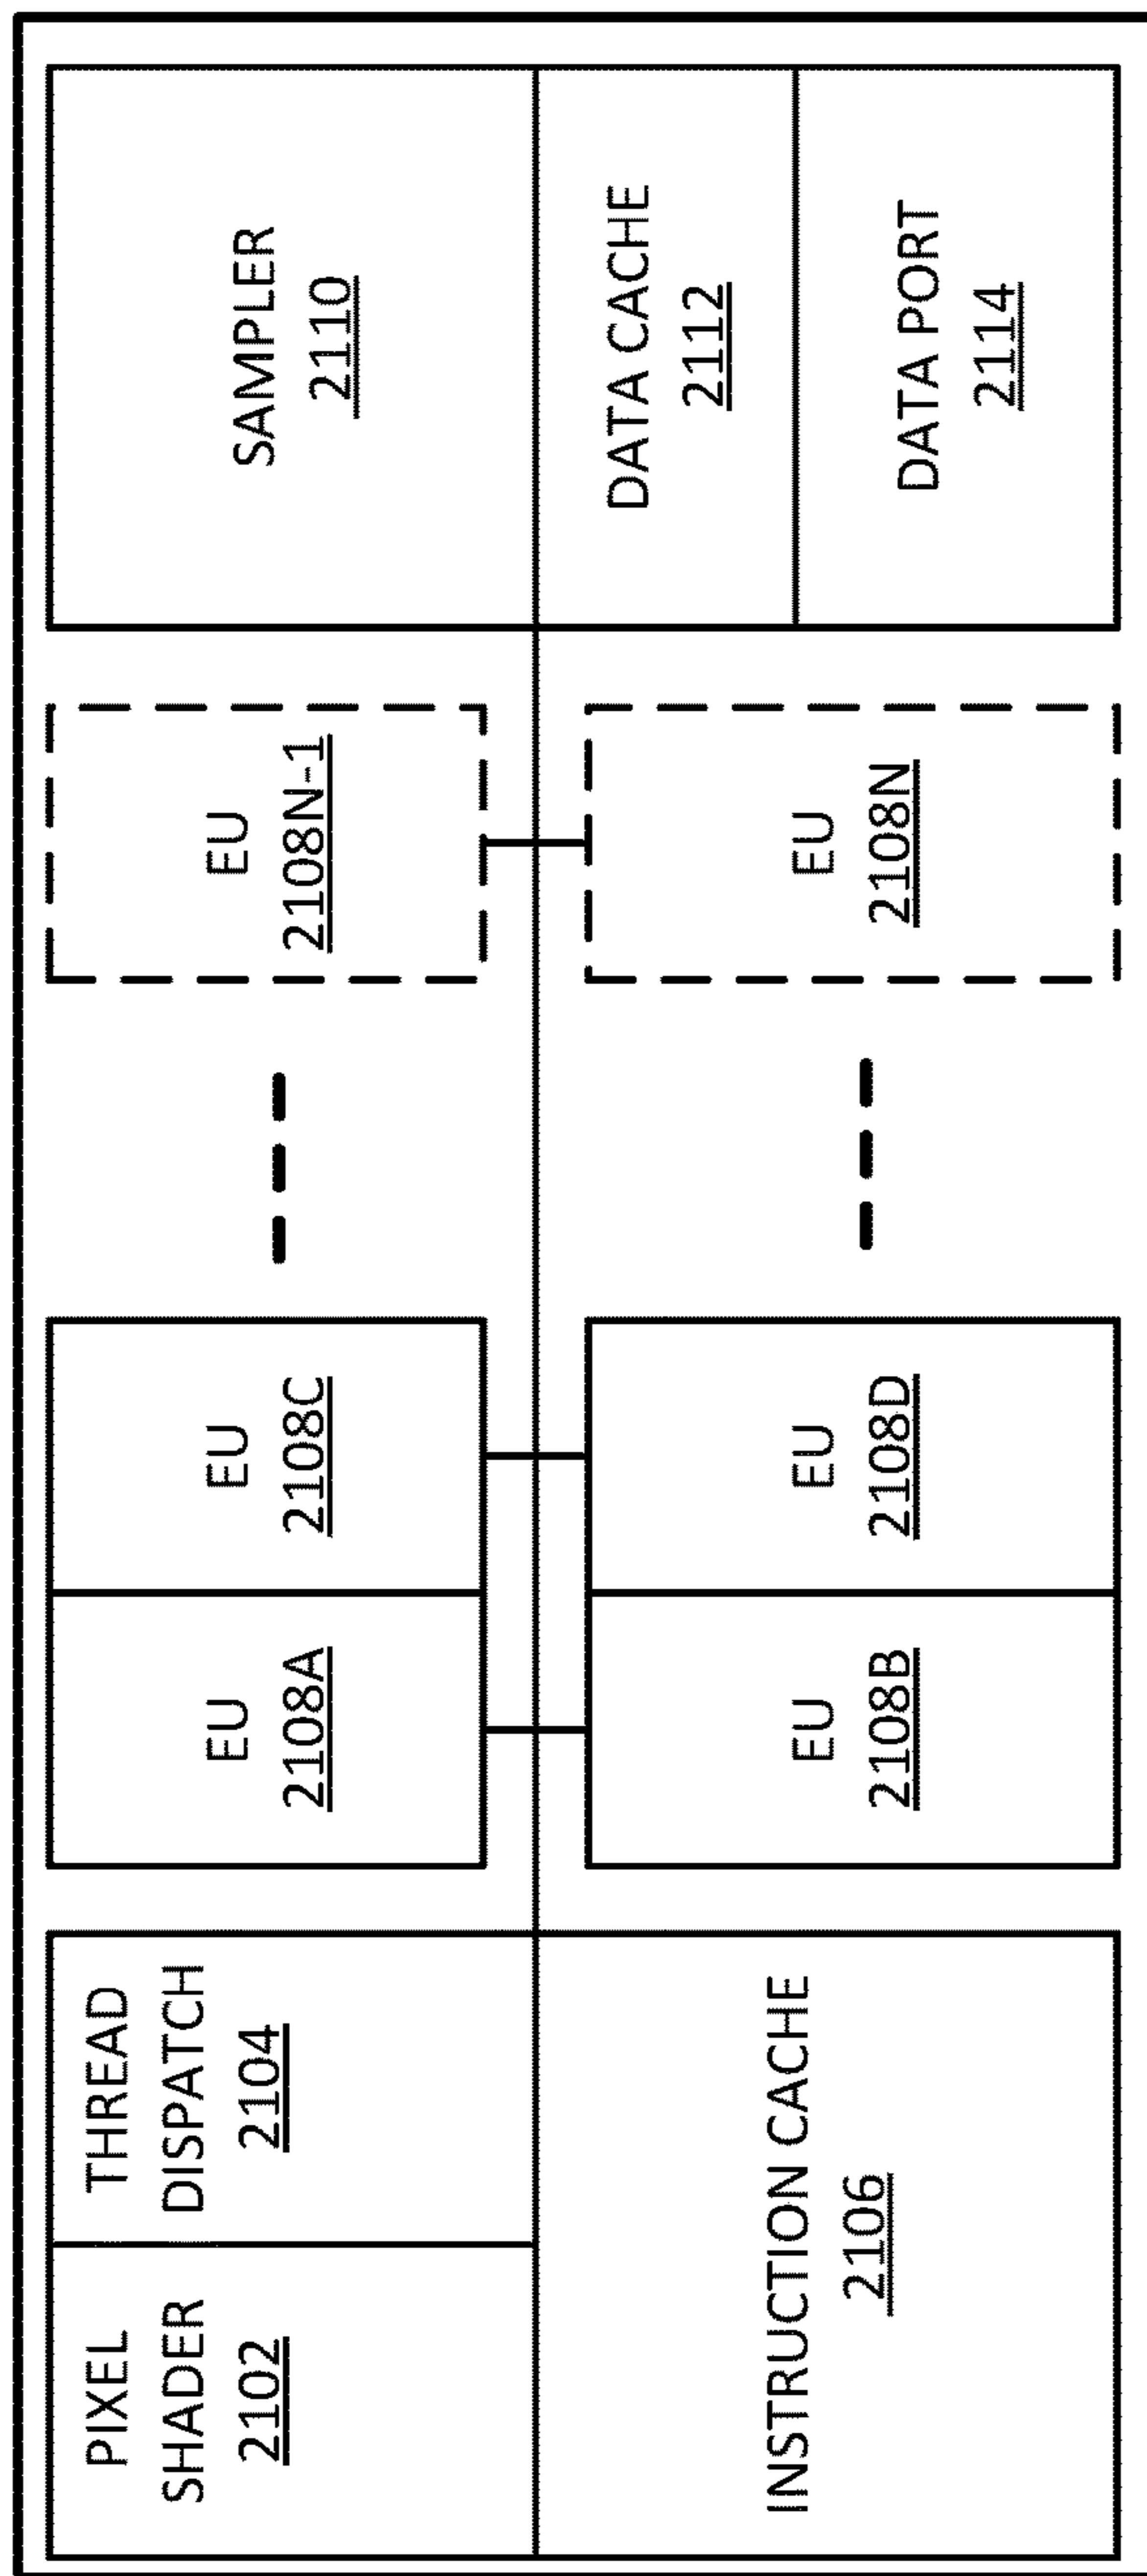 PIXEL
SHADER
2102
THREAD
DISPATCH
2104
INSTRUCTION CACHE
2106
EU
2108A
EU
2108C
EU
2108B
EU
2108D
EU
2108N-1
EU
2108N
SAMPLER
2110
DATA CACHE
2112
DATA PORT
2114